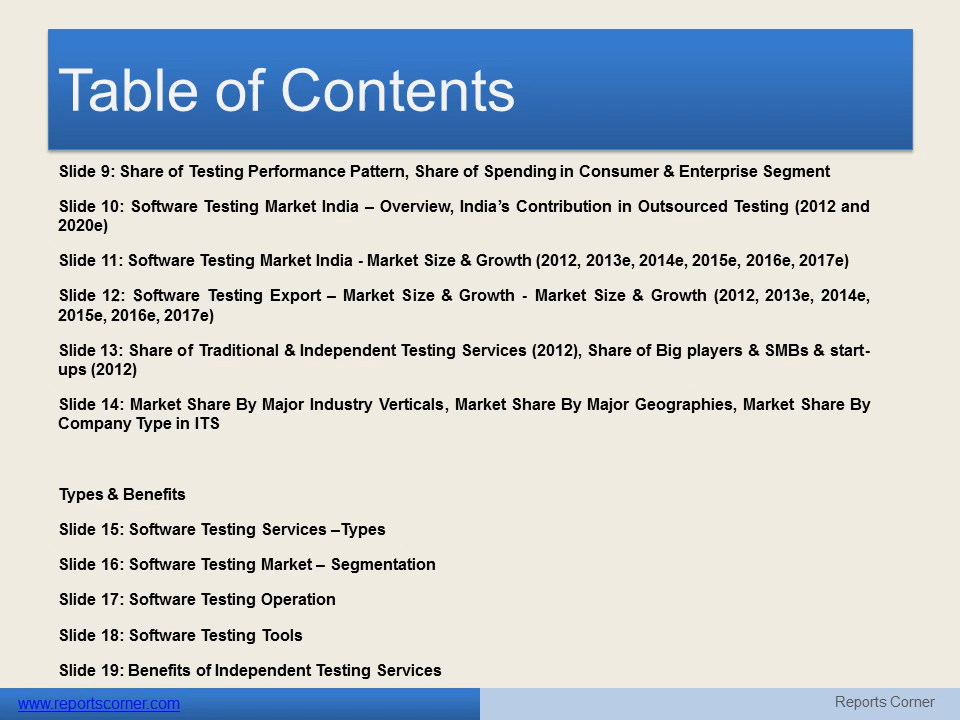 Table of Contents
Slide 9: Share of Testing Performance Pattern, Share of Spending in Consumer & Enterprise Segment
Slide 10: Software Testing Market India – Overview, India’s Contribution in Outsourced Testing (2012 and
2020e)
Slide 11: Software Testing Market India - Market Size & Growth (2012, 2013e, 2014e, 2015e, 2016e, 2017e)
Slide 12: Software Testing Export – Market Size & Growth - Market Size & Growth (2012, 2013e, 2014e,
2015e, 2016e, 2017e)
Slide 13: Share of Traditional & Independent Testing Services (2012), Share of Big players & SMBs & start-
ups (2012)
Slide 14: Market Share By Major Industry Verticals, Market Share By Major Geographies, Market Share By
Company Type in ITS
Types & Benefits
Slide 15: Software Testing Services –Types
Slide 16: Software Testing Market – Segmentation
Slide 17: Software Testing Operation
Slide 18: Software Testing Tools
Slide 19: Benefits of Independent Testing Services
www.reportscorner.com
Reports Corner